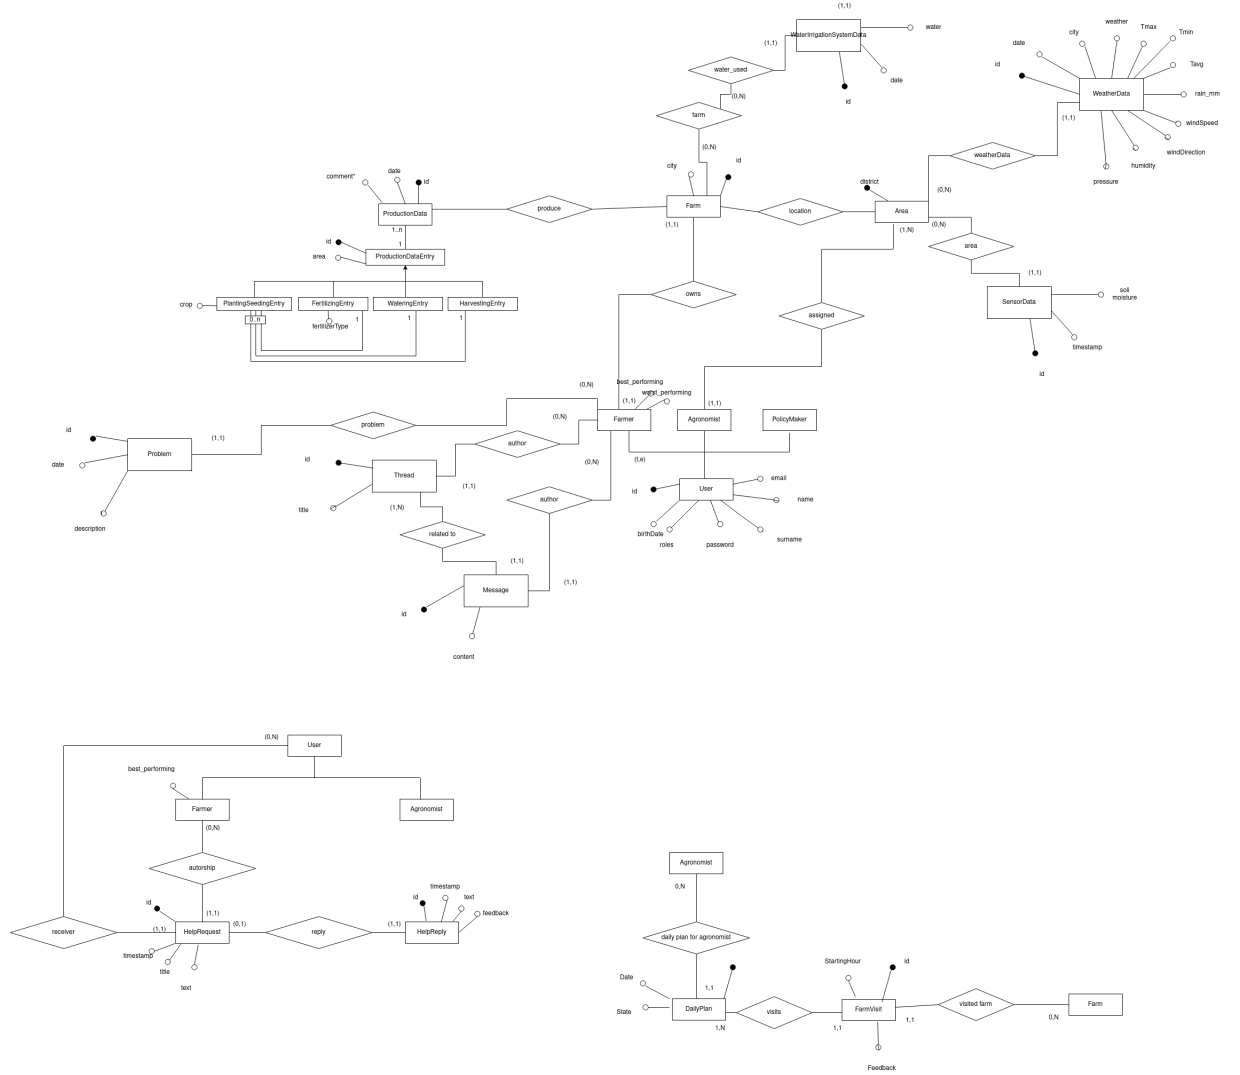 (1,1)
WaterIrrigationSystemData
water
(1,1)
date
id
water_used
(0,N)
farm
(0,N)
weather
city
Tmax
Tmin
date
id
Tavg
WeatherData
rain_mm
(1,1)
windSpeed
windDirection
humidity
pressure
weatherData
(0,N)
city
id
Farm
(1,1)
location
district
Area
(1,N)
(0,N)
area
(1,1)
SensorData
soli
moisture
timestamp
id
comment*
date
id
ProductionData
produce
1..n
1
id
area
ProductionDataEntry
crop
PlantingSeedingEntry
FertilizingEntry
WateringEntry
HarvestingEntry
0..n
fertilizerType
1
1
1
owns
assigned
best_performing
worst_performing
(0,N)
(1,1)
(0,N)
Farmer
(1,1)
Agronomist
PolicyMaker
(0,N)
(t,e)
id
Problem
(1,1)
date
description
problem
author
id
Thread
(1,1)
title
(1,N)
author
related to
(1,1)
(1,1)
Message
id
content
email
id
User
name
birthDate
roles
password
surname
(0,N)
User
best_performing
Farmer
Agronomist
(0,N)
autorship
id
(1,1)
receiver
(1,1)
HelpRequest
(0,1)
reply
(1,1)
HelpReply
timestamp
id
text
feedback
timestamp
title
text
Agronomist
0,N
daily plan for agronomist
Date
State
1,1
DailyPlan
1,N
visits
1,1
StartingHour
id
FarmVisit
1,1
visited farm
0,N
Farm
Feedback